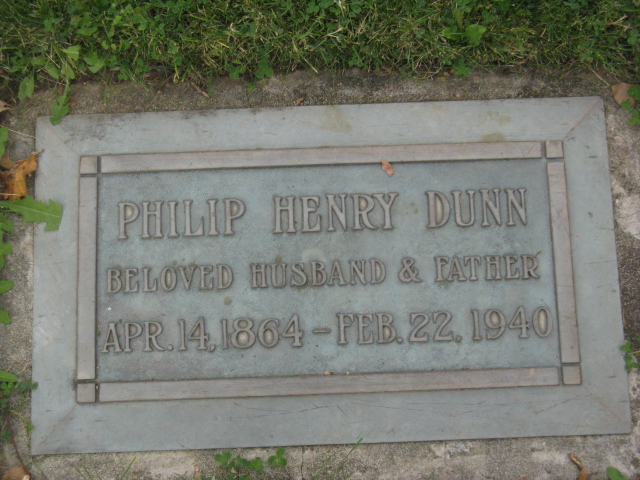 PHILIP HENRY DUNN
BELOVED HUSBAND & FATHER
APR. 14, 1864 – FEB. 22, 1940